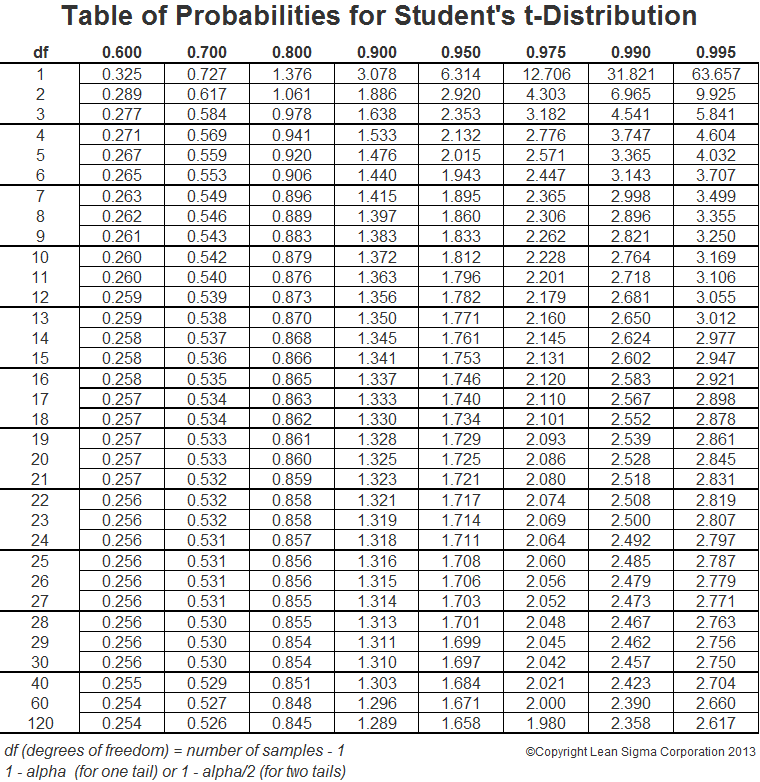 Table of Probabilities for Student's t-Distribution
df 0.600 0.700 0.800 0.900 0.950 0.975 0.990 0.995
1 0.325 0.727 1.376 3.078 6.314 12.706 31.821 63.657
2 0.289 0.617 1.061 1.886 2.920 4.303 6.965 9.925
3 0.277 0.584 0.978 1.638 2.353 3.182 4.541 5.841
4 0.271 0.569 0.941 1.533 2.132 2.776 3.747 4.604
5 0.267 0.559 0.920 1.476 2.015 2.571 3.365 4.032
6 0.265 0.553 0.906 1.440 1.943 2.447 3.143 3.707
7 0.263 0.549 0.896 1.415 1.895 2.365 2.998 3.499
8 0.262 0.546 0.889 1.397 1.860 2.306 2.896 3.355
9 0.261 0.543 0.883 1.383 1.833 2.262 2.821 3.250
10 0.260 0.542 0.879 1.372 1.812 2.228 2.764 3.169
11 0.260 0.540 0.876 1.363 1.796 2.201 2.718 3.106
12 0.259 0.539 0.873 1.356 1.782 2.179 2.681 3.055
13 0.259 0.538 0.870 1.350 1.771 2.160 2.650 3.012
14 0.258 0.537 0.868 1.345 1.761 2.145 2.624 2.977
15 0.258 0.536 0.866 1.341 1.753 2.131 2.602 2.947
16 0.258 0.535 0.865 1.337 1.746 2.120 2.583 2.921
17 0.257 0.534 0.863 1.333 1.740 2.110 2.567 2.898
18 0.257 0.534 0.862 1.330 1.734 2.101 2.552 2.878
19 0.257 0.533 0.861 1.328 1.729 2.093 2.539 2.861
20 0.257 0.533 0.860 1.325 1.725 2.086 2.528 2.845
21 0.257 0.532 0.859 1.323 1.721 2.080 2.518 2.831
22 0.256 0.532 0.858 1.321 1.717 2.074 2.508 2.819
23 0.256 0.532 0.858 1.319 1.714 2.069 2.500 2.807
24 0.256 0.531 0.857 1.318 1.711 2.064 2.492 2.797
25 0.256 0.531 0.856 1.316 1.708 2.060 2.485 2.787
26 0.256 0.531 0.856 1.315 1.706 2.056 2.479 2.779
27 0.256 0.531 0.855 1.314 1.703 2.052 2.473 2.771
28 0.256 0.530 0.855 1.313 1.701 2.048 2.467 2.763
29 0.256 0.530 0.854 1.311 1.699 2.045 2.462 2.756
30 0.256 0.530 0.854 1.310 1.697 2.042 2.457 2.750
40 0.255 0.529 0.851 1.303 1.684 2.021 2.423 2.704
60 0.254 0.527 0.848 1.296 1.671 2.000 2.390 2.660
120 0.254 0.526 0.845 1.289 1.658 1.980 2.358 2.617
df (degrees of freedom) = number of samples - 1 ©Copyright Lean Sigma Corporation 2013
1 - alpha (for one tail) or 1 - alpha/2 (for two tails)